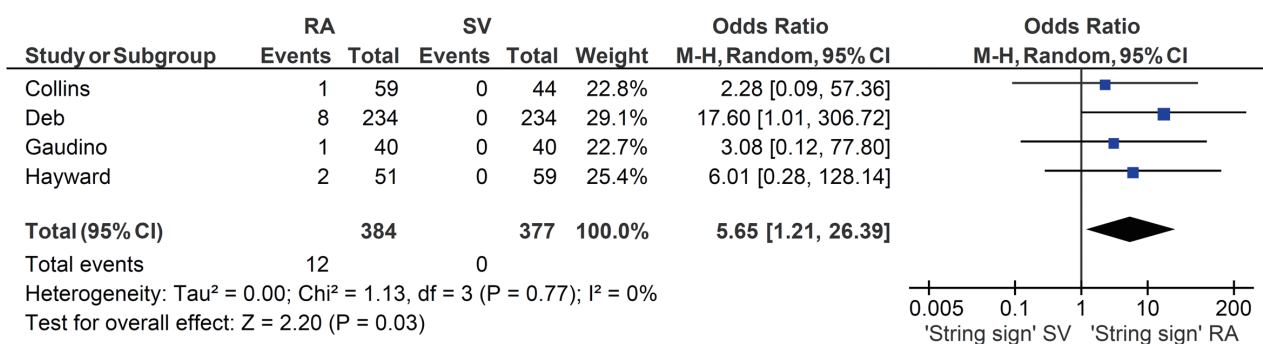 RA SV Odds Ratio Odds Ratio
Study or Subgroup Events Total Events Total Weight M-H, Random, 95% CI M-H, Random, 95% CI
Collins 1 59 0 44 22.8% 2.28 [0.09, 57.36]
Deb 8 234 0 234 29.1% 17.60 [1.01, 306.72]
Gaudino 1 40 0 40 22.7% 3.08 [0.12, 77.80]
Hayward 2 51 0 59 25.4% 6.01 [0.28, 128.14]
Total (95% CI) 384 377 100.0% 5.65 [1.21, 26.39]
Total events 12 0
Heterogeneity: Tau² = 0.00; Chi² = 1.13, df = 3 (P = 0.77); I² = 0%
Test for overall effect: Z = 2.20 (P = 0.03)
0.005 0.1 1 10 200
'String sign' SV 'String sign' RA